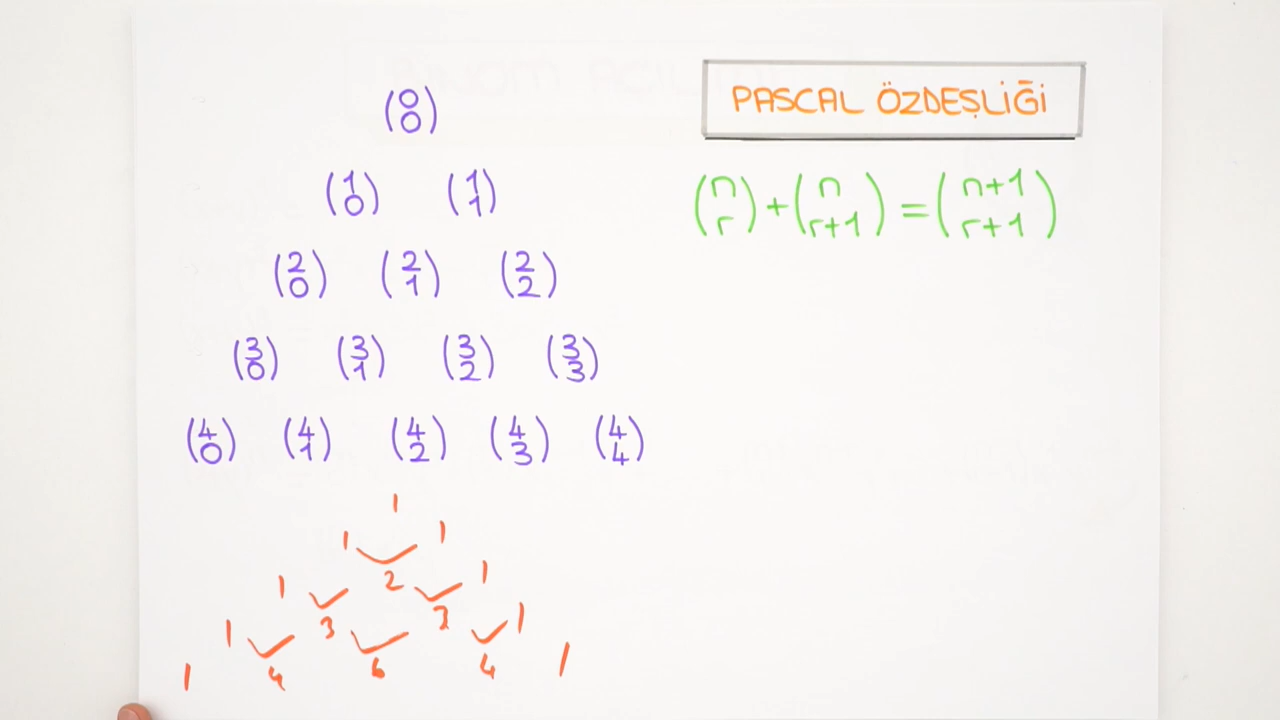 PASCAL ÖZDEŞLİĞİ
(n r) + (n r+1) = (n+1 r+1)
(0 0)
(1 0) (1 1)
(2 0) (2 1) (2 2)
(3 0) (3 1) (3 2) (3 3)
(4 0) (4 1) (4 2) (4 3) (4 4)
1
1 1
1 2 1
1 3 3 1
1 4 6 4 1